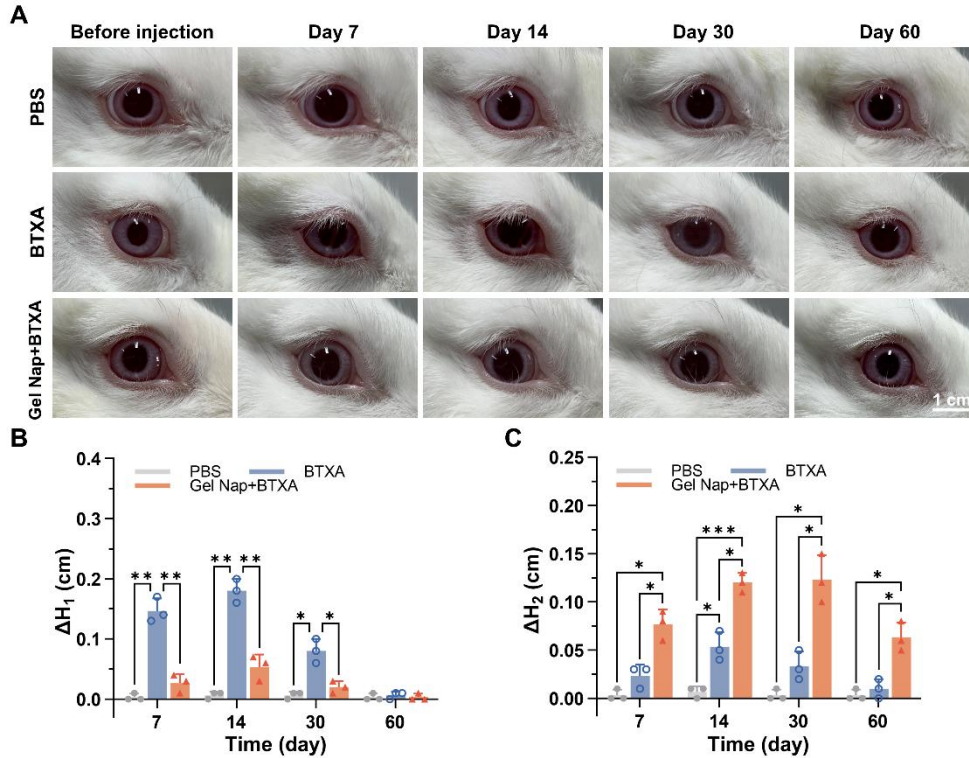 A
Before injection Day 7 Day 14 Day 30 Day 60
PBS
BTXA
Gel Nap+BTXA
1 cm
B
0.4
0.3
0.2
0.1
0.0
ΔH₁ (cm)
PBS BTXA
Gel Nap+BTXA
** ** ** ** * *
7 14 30 60
Time (day)
C
0.25
0.20
0.15
0.10
0.05
0.00
ΔH₂ (cm)
PBS BTXA
Gel Nap+BTXA
* * *** * * * * * *
7 14 30 60
Time (day)